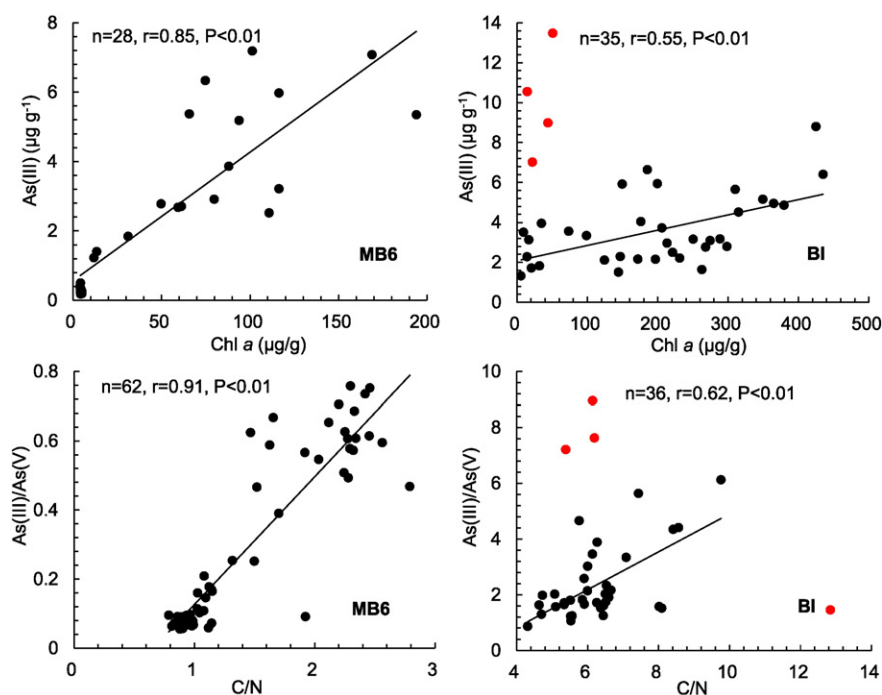 n=28, r=0.85, P<0.01
As(III) (µg g⁻¹)
8
6
4
2
0
MB6
0 50 100 150 200
Chl a (µg/g)
n=35, r=0.55, P<0.01
As(III) (µg g⁻¹)
14
12
10
8
6
4
2
0
BI
0 100 200 300 400 500
Chl a (µg/g)
n=62, r=0.91, P<0.01
As(III)/As(V)
0.8
0.6
0.4
0.2
0
MB6
0 1 2 3
C/N
n=36, r=0.62, P<0.01
As(III)/As(V)
10
8
6
4
2
0
BI
4 6 8 10 12 14
C/N